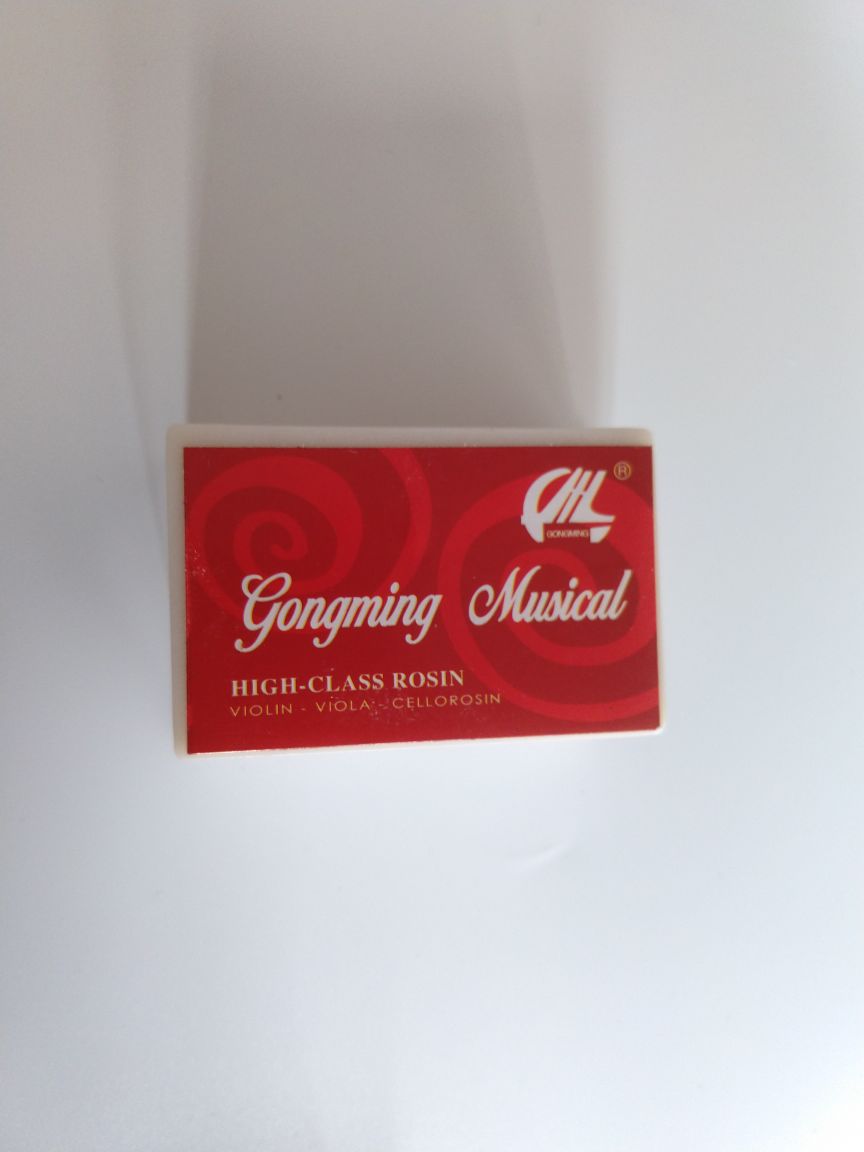 ®
GONGMING
Gongming Musical
HIGH-CLASS ROSIN
VIOLIN - VIOLA - CELLOROSIN